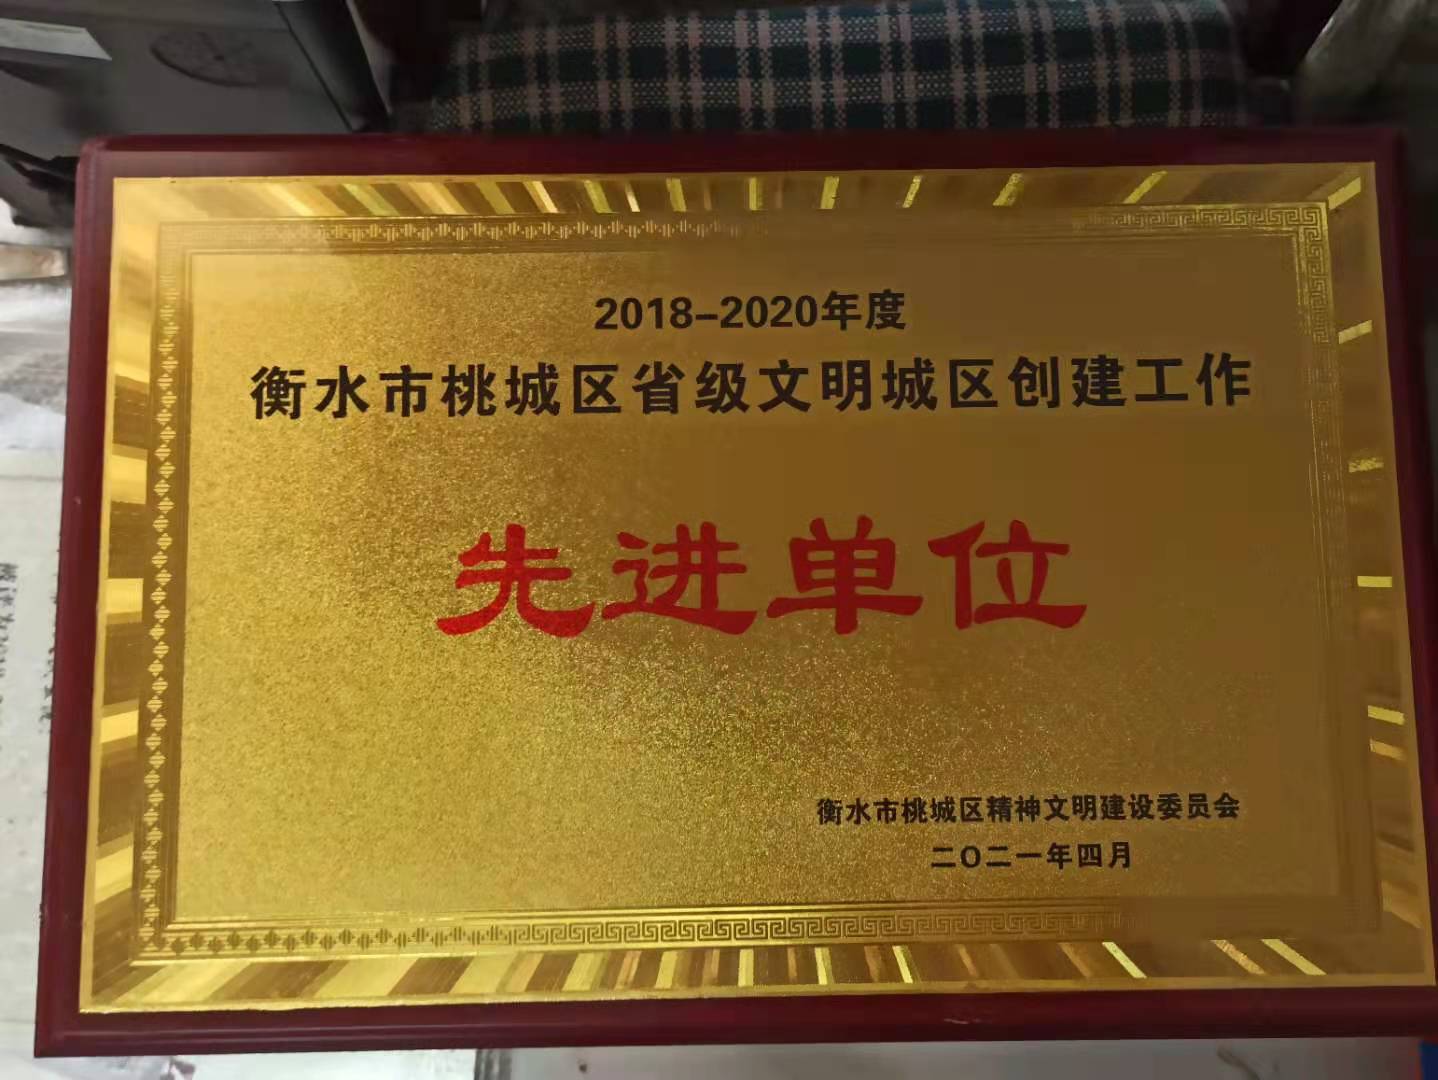 2018-2020年度
衡水市桃城区省级文明城区创建工作
先进单位
衡水市桃城区精神文明建设委员会
二〇二一年四月